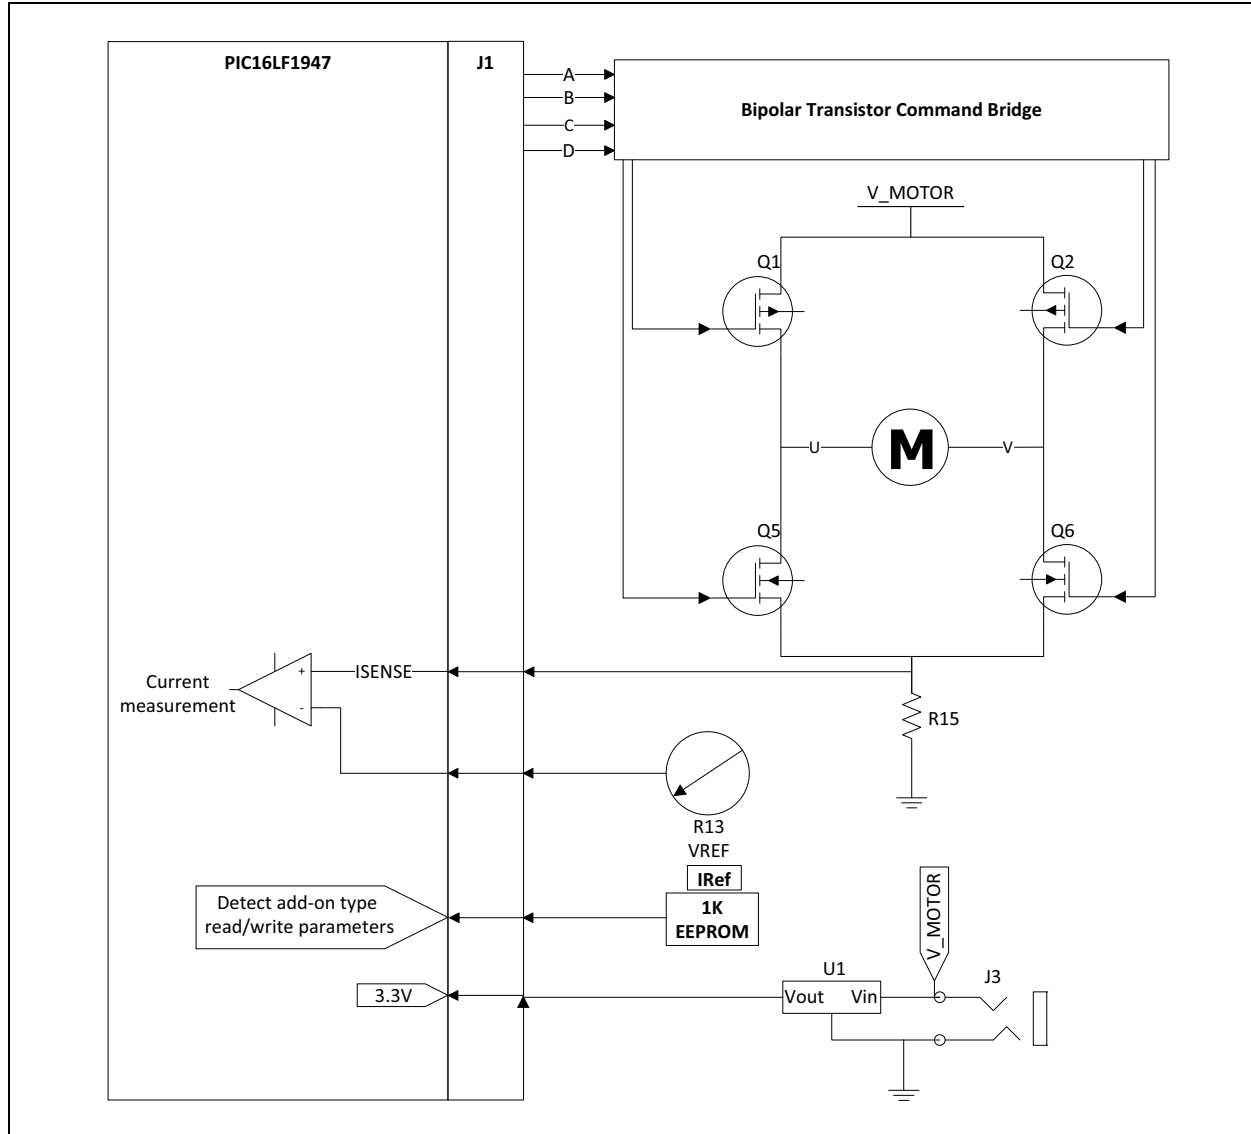 PIC16LF1947
J1
A
B
C
D
Bipolar Transistor Command Bridge
V_MOTOR
Q1
Q2
U
M
V
Q5
Q6
ISENSE
+
-
Current
measurement
R15
R13
VREF
IRef
1K
EEPROM
Detect add-on type
read/write parameters
V_MOTOR
U1
J3
3.3V
Vout
Vin